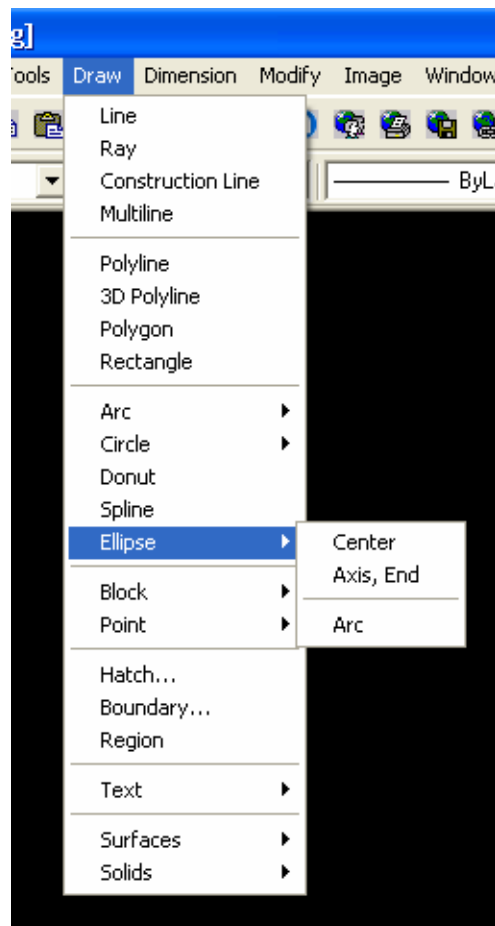 g]
Tools Draw Dimension Modify Image Window
ByL
Line
Ray
Construction Line
Multiline
Polyline
3D Polyline
Polygon
Rectangle
Arc
Circle
Donut
Spline
Ellipse
Center
Axis, End
Arc
Block
Point
Hatch...
Boundary...
Region
Text
Surfaces
Solids